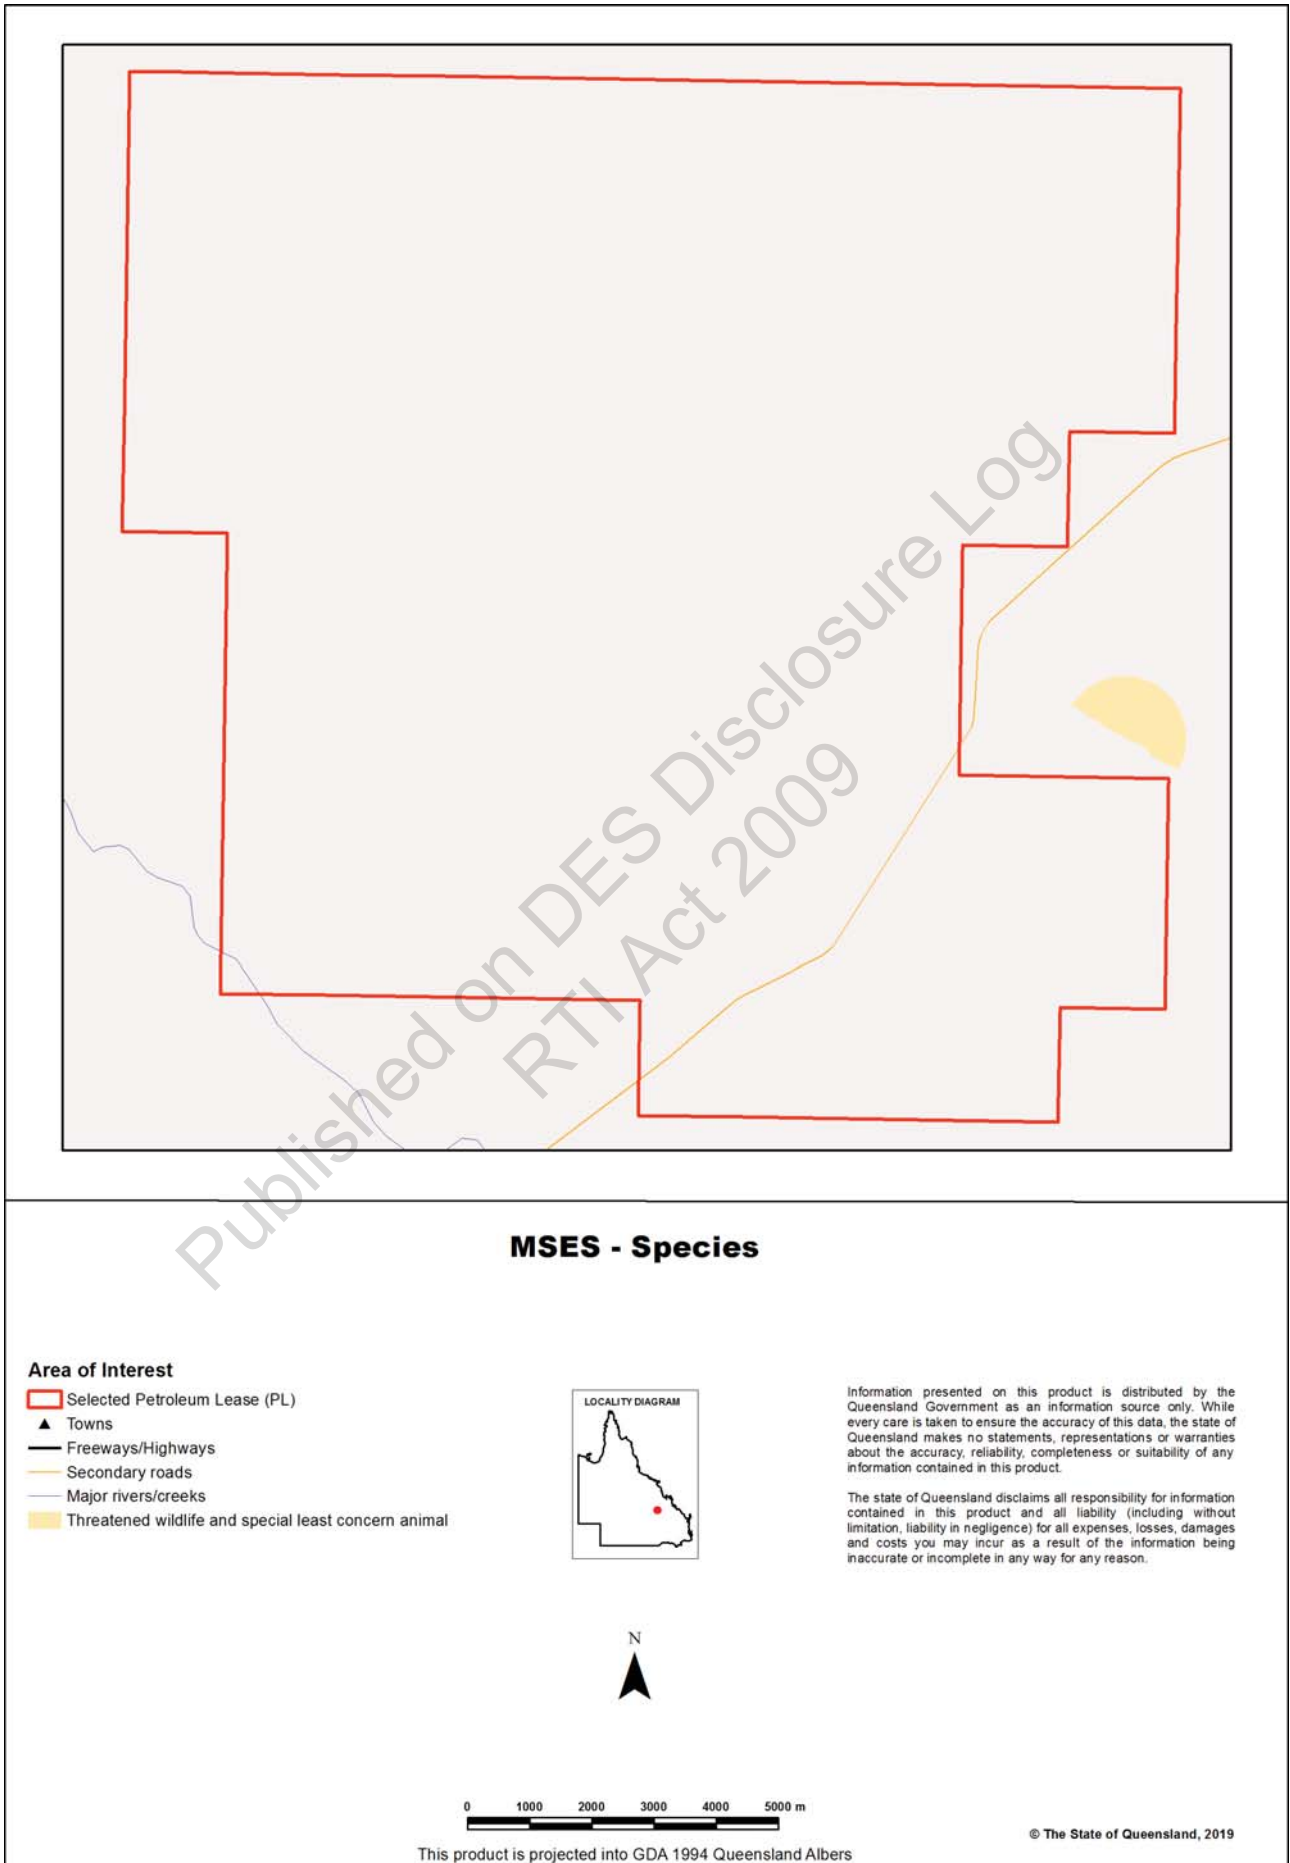 Published on DES Disclosure Log
RTI Act 2009
MSES - Species
Area of Interest
Selected Petroleum Lease (PL)
Towns
Freeways/Highways
Secondary roads
Major rivers/creeks
Threatened wildlife and special least concern animal
LOCALITY DIAGRAM
Information presented on this product is distributed by the
Queensland Government as an information source only. While
every care is taken to ensure the accuracy of this data, the state of
Queensland makes no statements, representations or warranties
about the accuracy, reliability, completeness or suitability of any
information contained in this product.
The state of Queensland disclaims all responsibility for information
contained in this product and all liability (including without
limitation, liability in negligence) for all expenses, losses, damages
and costs you may incur as a result of the information being
inaccurate or incomplete in any way for any reason.
N
0 1000 2000 3000 4000 5000 m
This product is projected into GDA 1994 Queensland Albers
© The State of Queensland, 2019